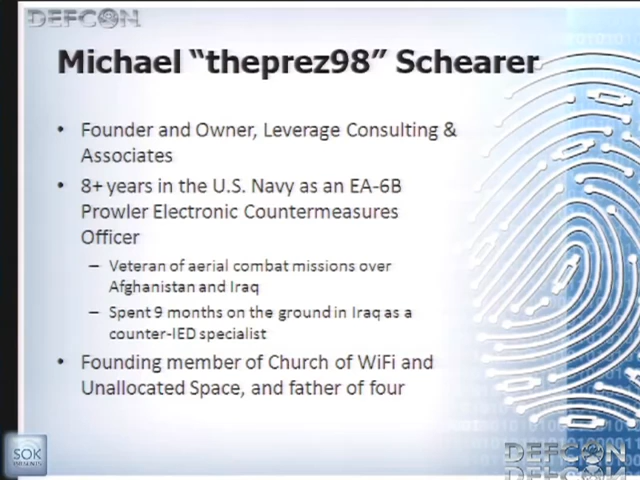 DEFCON
Michael “theprez98” Schearer
• Founder and Owner, Leverage Consulting &
Associates
• 8+ years in the U.S. Navy as an EA-6B
Prowler Electronic Countermeasures
Officer
– Veteran of aerial combat missions over
Afghanistan and Iraq
– Spent 9 months on the ground in Iraq as a
counter-IED specialist
• Founding member of Church of WiFi and
Unallocated Space, and father of four
SOK
PRESENTS
DEFCON